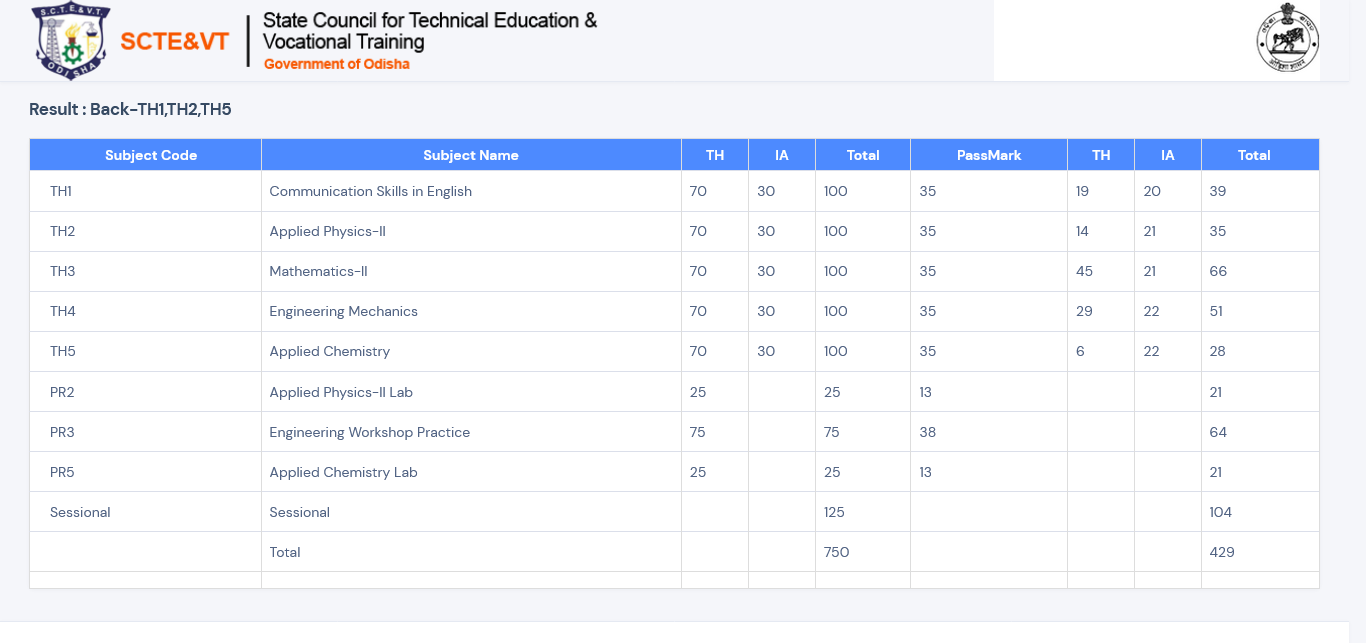 S.C.T.E.&V.T.
ODISHA
SCTE&VT
State Council for Technical Education &
Vocational Training
Government of Odisha
Result : Back-TH1,TH2,TH5
Subject Code Subject Name TH IA Total PassMark TH IA Total
TH1 Communication Skills in English 70 30 100 35 19 20 39
TH2 Applied Physics-II 70 30 100 35 14 21 35
TH3 Mathematics-II 70 30 100 35 45 21 66
TH4 Engineering Mechanics 70 30 100 35 29 22 51
TH5 Applied Chemistry 70 30 100 35 6 22 28
PR2 Applied Physics-II Lab 25 25 13 21
PR3 Engineering Workshop Practice 75 75 38 64
PR5 Applied Chemistry Lab 25 25 13 21
Sessional Sessional 125 104
Total 750 429